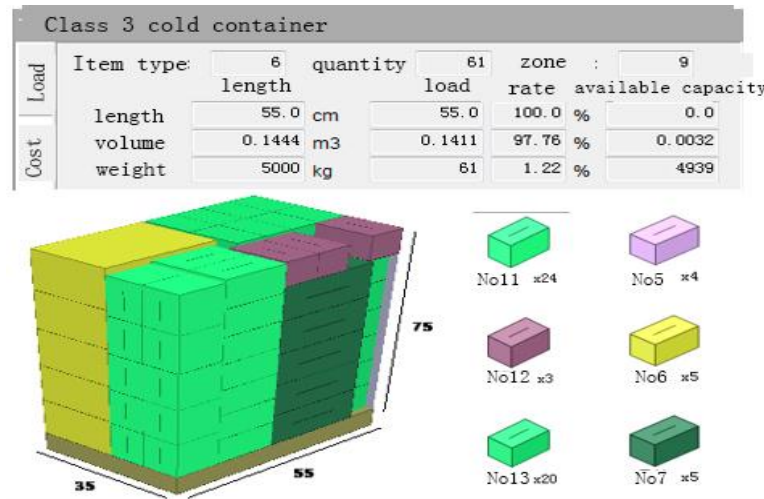 Class 3 cold container
Load
Cost
Item type: 6 quantity 61 zone : 9
length load rate available capacity
length 55.0 cm 55.0 100.0 % 0.0
volume 0.1444 m3 0.1411 97.76 % 0.0032
weight 5000 kg 61 1.22 % 4939
75
35
55
No11 x24
No5 x4
No12 x3
No6 x5
No13 x20
No7 x5